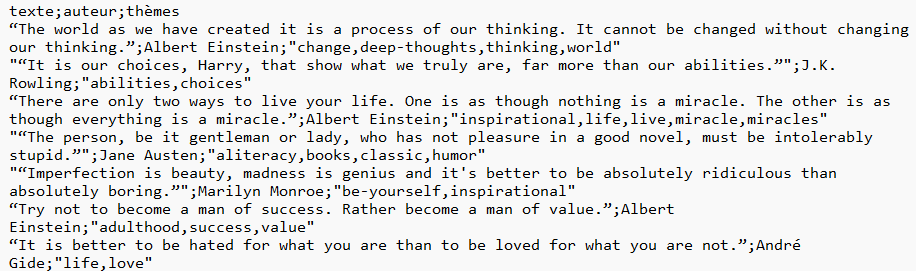 texte;auteur;thèmes
“The world as we have created it is a process of our thinking. It cannot be changed without changing
our thinking.”;Albert Einstein;"change,deep-thoughts,thinking,world"
"“It is our choices, Harry, that show what we truly are, far more than our abilities.”";J.K.
Rowling;"abilities,choices"
“There are only two ways to live your life. One is as though nothing is a miracle. The other is as
though everything is a miracle.”;Albert Einstein;"inspirational,life,live,miracle,miracles"
"“The person, be it gentleman or lady, who has not pleasure in a good novel, must be intolerably
stupid.”";Jane Austen;"aliteracy,books,classic,humor"
"“Imperfection is beauty, madness is genius and it's better to be absolutely ridiculous than
absolutely boring.”";Marilyn Monroe;"be-yourself,inspirational"
“Try not to become a man of success. Rather become a man of value.”;Albert
Einstein;"adulthood,success,value"
“It is better to be hated for what you are than to be loved for what you are not.”;André
Gide;"life,love"